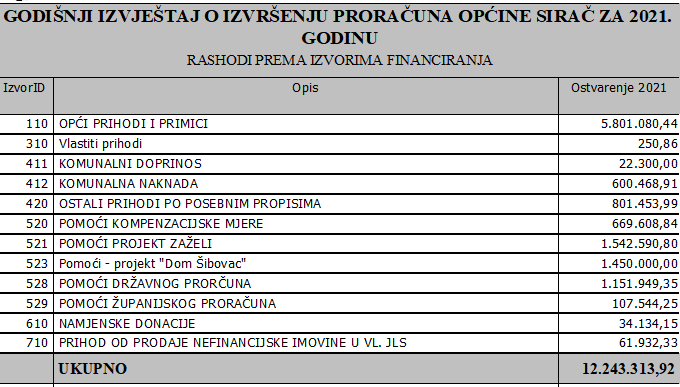 GODIŠNJI IZVJEŠTAJ O IZVRŠENJU PRORAČUNA OPĆINE SIRAČ ZA 2021.
GODINU
RASHODI PREMA IZVORIMA FINANCIRANJA
IzvorID Opis Ostvarenje 2021
110 OPĆI PRIHODI I PRIMICI 5.801.080,44
310 Vlastiti prihodi 250,86
411 KOMUNALNI DOPRINOS 22.300,00
412 KOMUNALNA NAKNADA 600.468,91
420 OSTALI PRIHODI PO POSEBNIM PROPISIMA 801.453,99
520 POMOĆI KOMPENZACIJSKE MJERE 669.608,84
521 POMOĆI PROJEKT ZAŽELI 1.542.590,80
523 Pomoći - projekt "Dom Šibovac" 1.450.000,00
528 POMOĆI DRŽAVNOG PRORČUNA 1.151.949,35
529 POMOĆI ŽUPANIJSKOG PRORAČUNA 107.544,25
610 NAMJENSKE DONACIJE 34.134,15
710 PRIHOD OD PRODAJE NEFINANCIJSKE IMOVINE U VL. JLS 61.932,33
UKUPNO 12.243.313,92